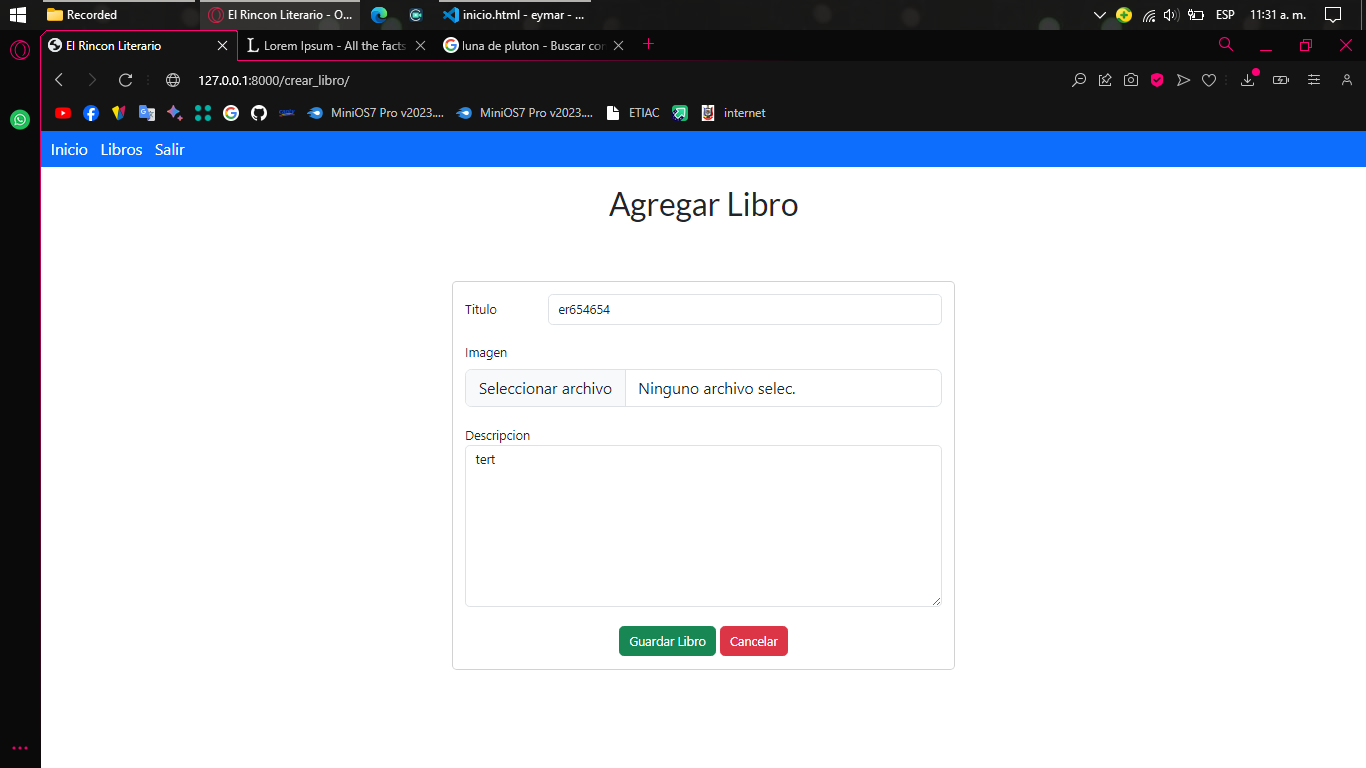 Recorded
El Rincon Literario - O...
inicio.html - eymar - ...
ESP
11:31 a. m.
El Rincon Literario
Lorem Ipsum - All the facts
luna de pluton - Buscar con
127.0.0.1:8000/crear_libro/
MiniOS7 Pro v2023....
MiniOS7 Pro v2023....
ETIAC
internet
Inicio
Libros
Salir
Agregar Libro
Titulo
er654654
Imagen
Seleccionar archivo
Ninguno archivo selec.
Descripcion
tert
Guardar Libro
Cancelar